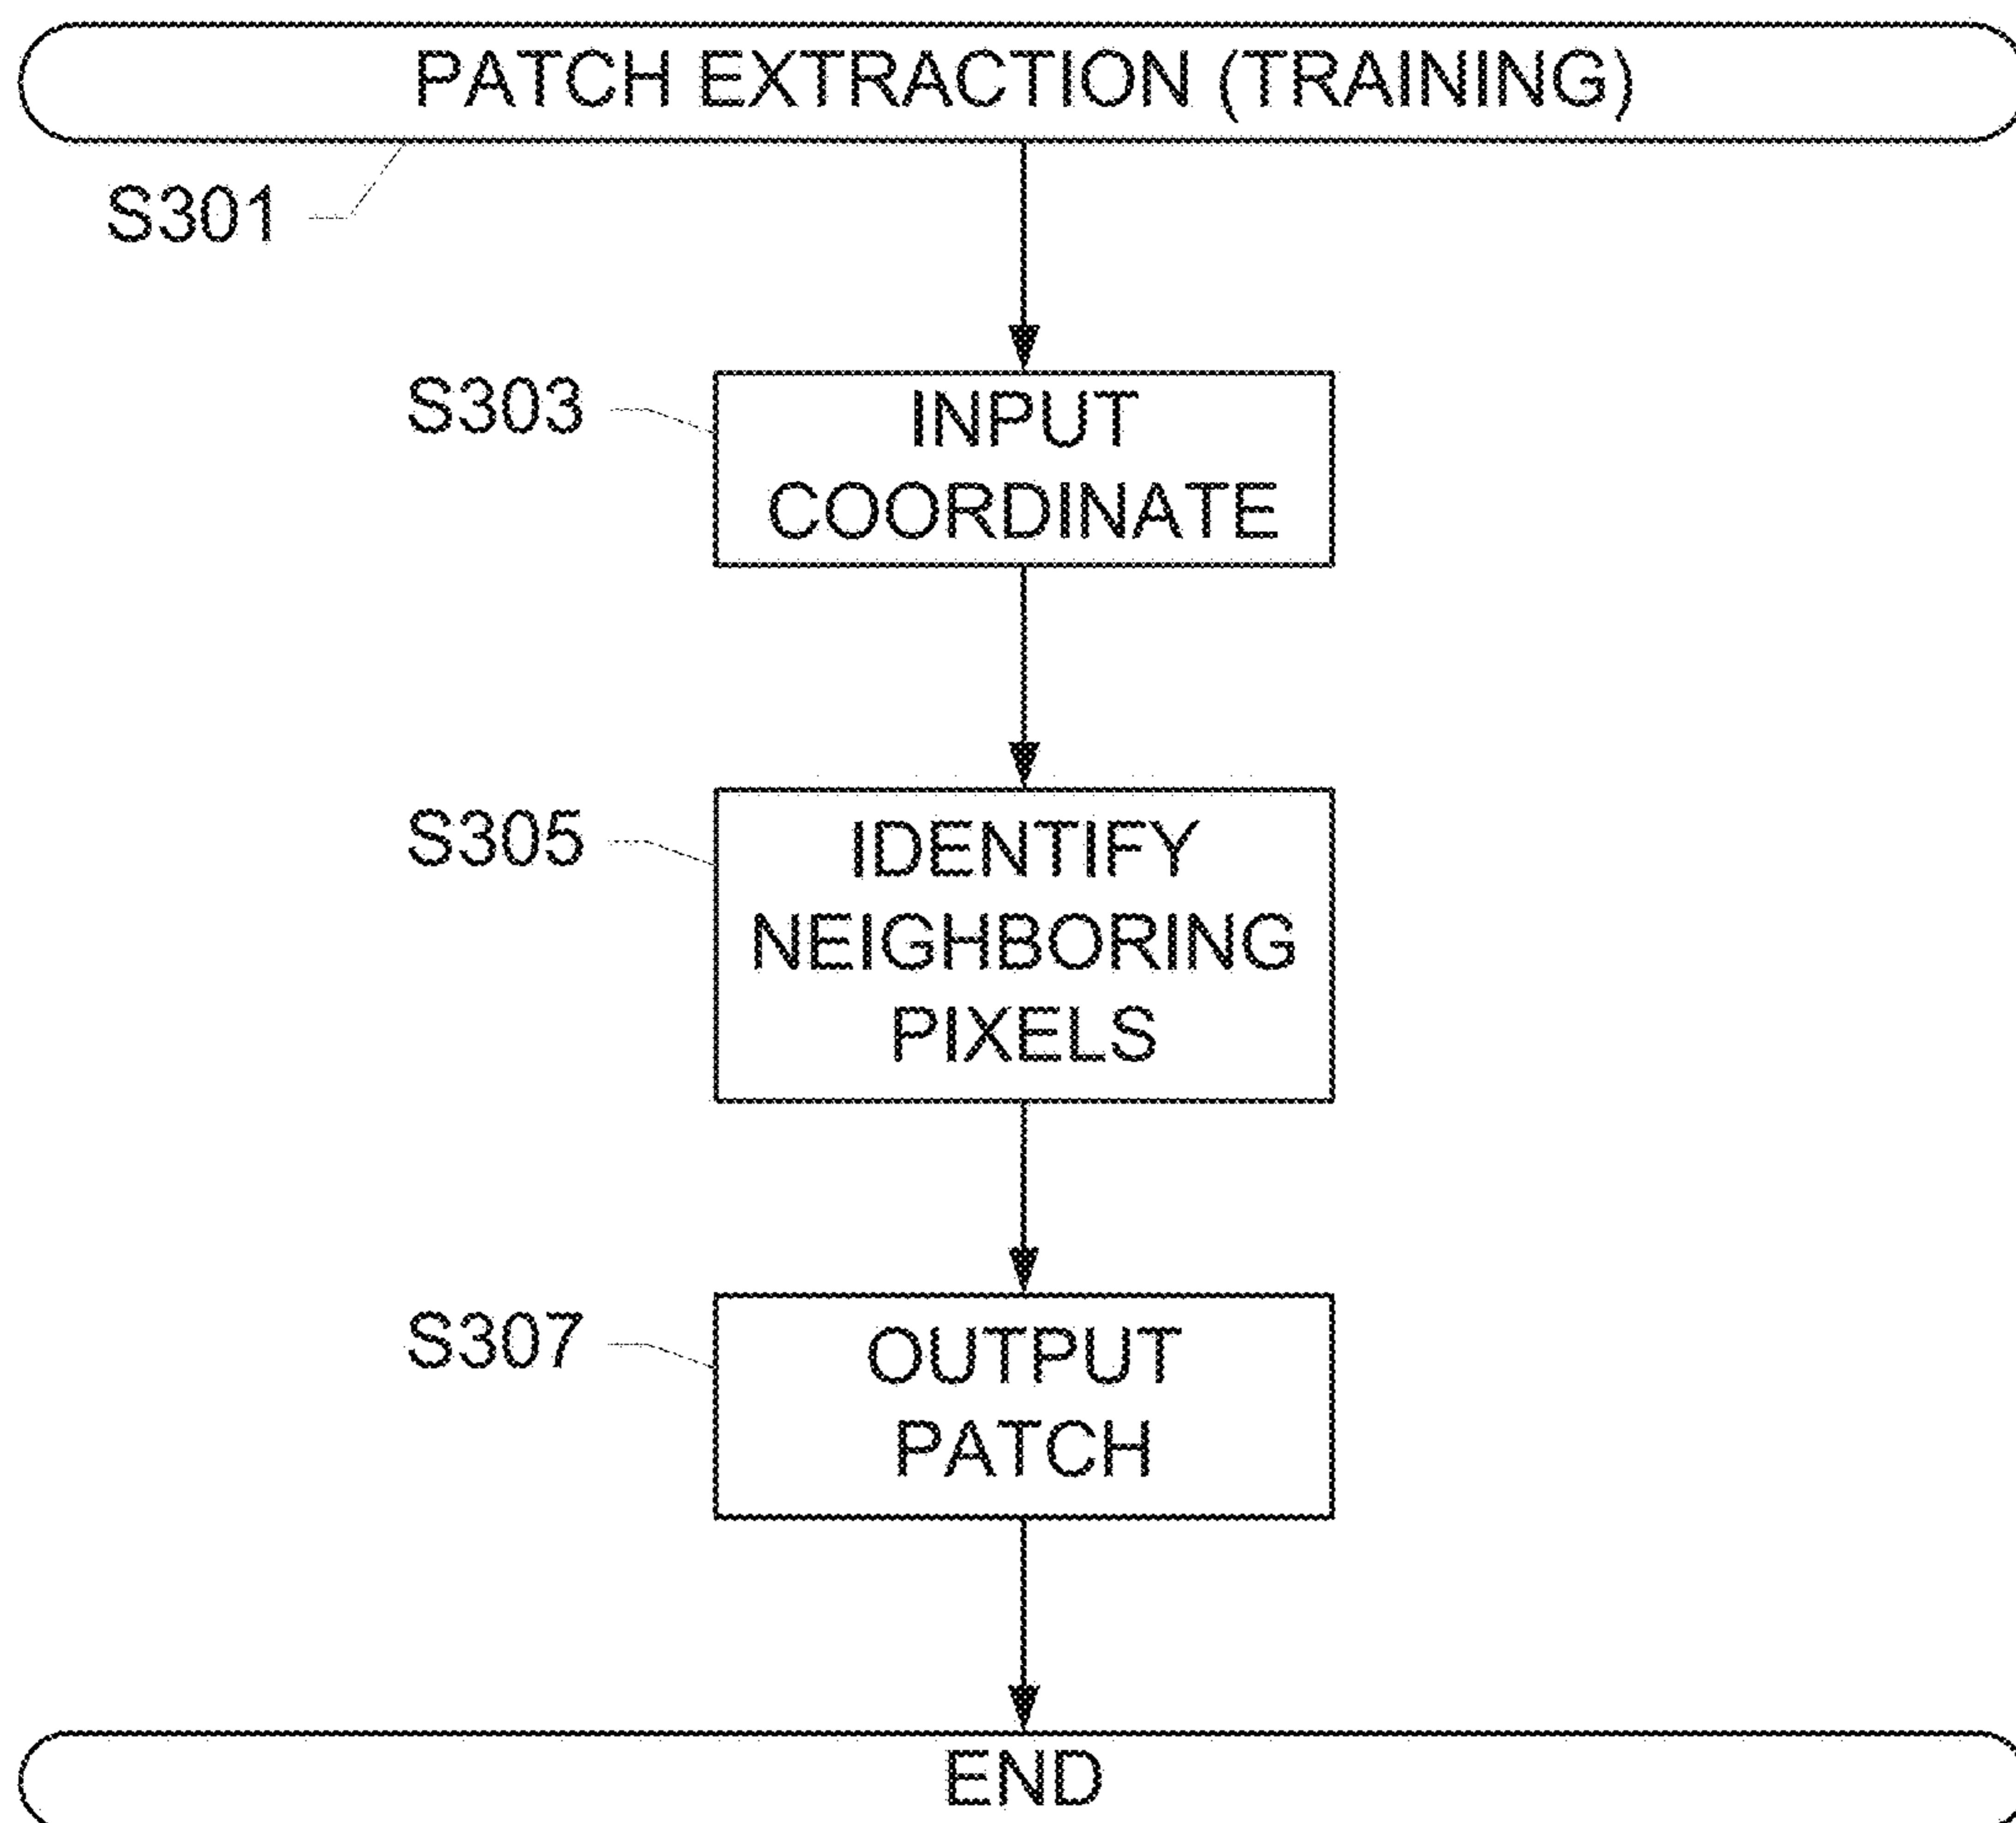 PATCH EXTRACTION (TRAINING)
S301
S303
INPUT
COORDINATE
S305
IDENTIFY
NEIGHBORING
PIXELS
S307
OUTPUT
PATCH
END